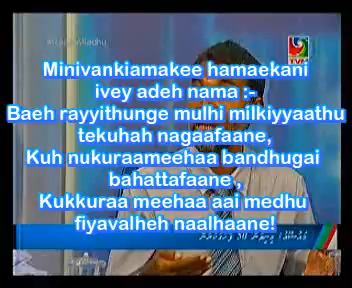 TVM
Minivankiamakee hamaekani
ivey adeh nama :-
Baeh rayyithunge mulhi milkiyyaathu
tekuhah nagaafaane,
Kuh nukuraameehaa bandhugai
bahattafaane ,
Kukkuraa meehaa aai medhu
fiyavalheh naalhaane!